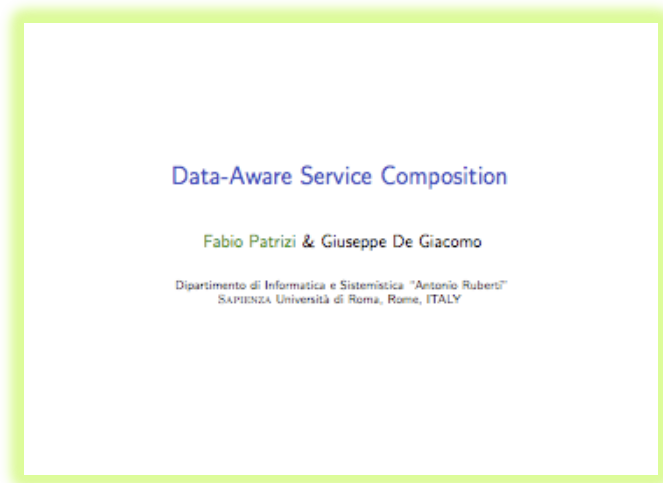 Data-Aware Service Composition
Fabio Patrizi & Giuseppe De Giacomo
Dipartimento di Informatica e Sistemistica "Antonio Ruberti"
SAPIENZA Università di Roma, Rome, ITALY